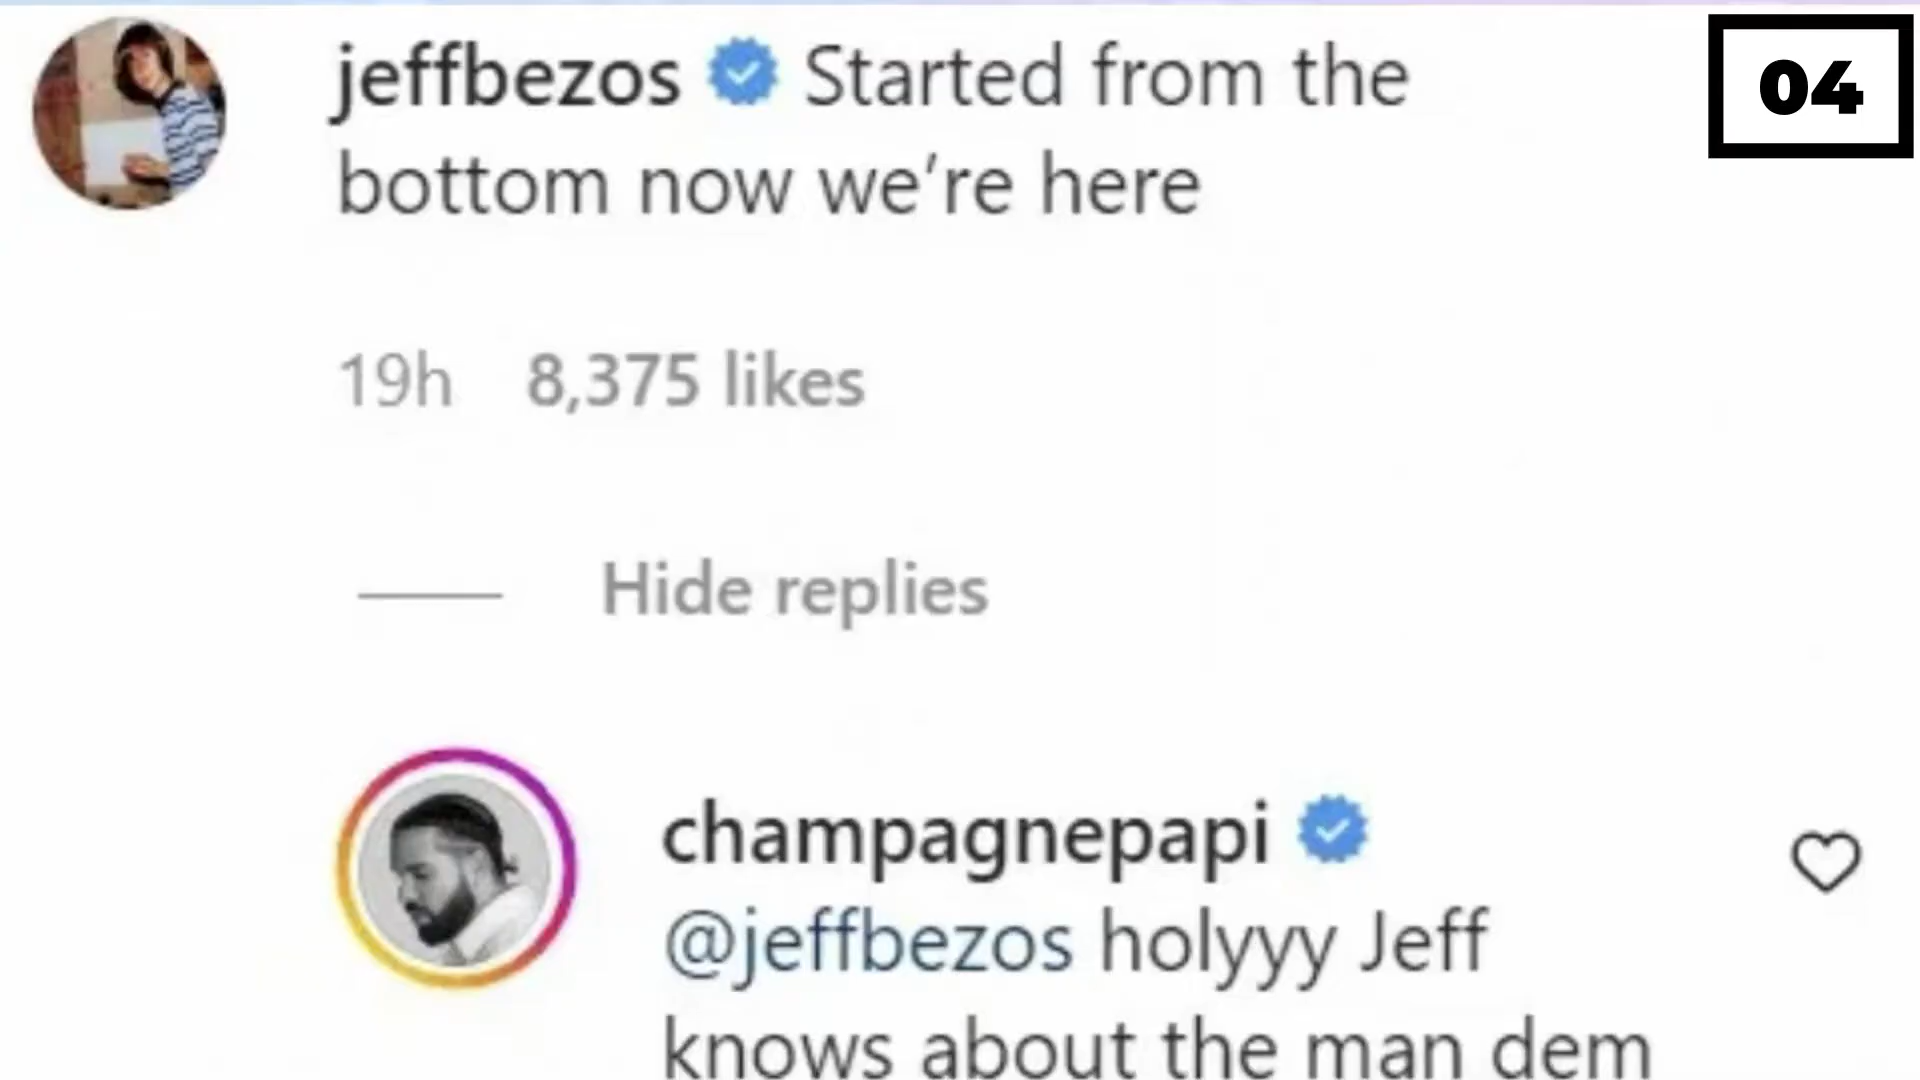 jeffbezos Started from the
04
bottom now we're here
19h 8,375 likes
Hide replies
champagnepapi
@jeffbezos holyyy Jeff
knows about the man dem